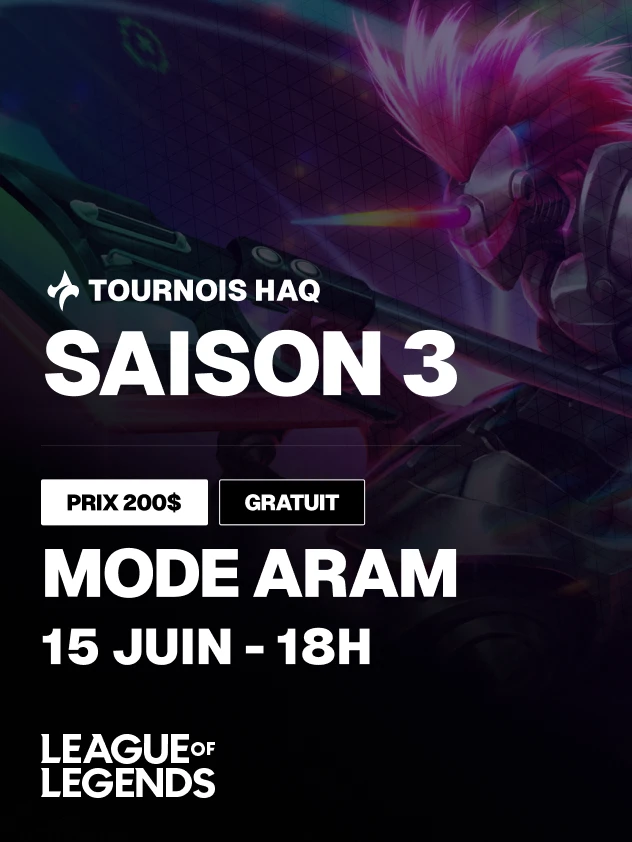 TOURNOIS HAQ
SAISON 3
PRIX 200$ GRATUIT
MODE ARAM
15 JUIN - 18H
LEAGUE OF
LEGENDS